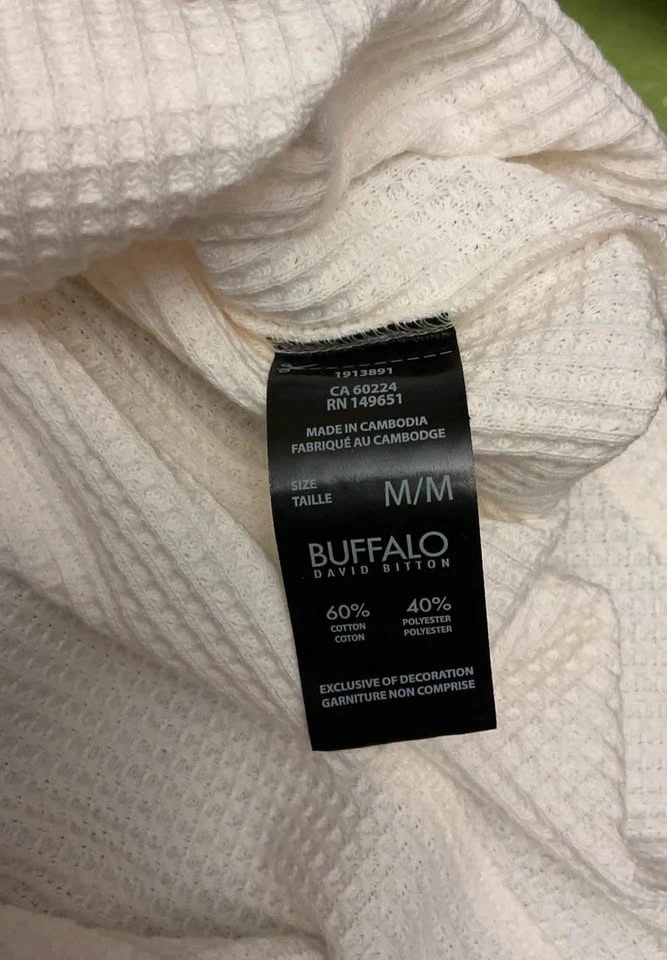 1913891
CA 60224
RN 149651
MADE IN CAMBODIA
FABRIQUÉ AU CAMBODGE
SIZE
TAILLE
M/M
BUFFALO
DAVID BITTON
60% 40%
COTTON POLYESTER
COTON POLYESTER
EXCLUSIVE OF DECORATION
GARNITURE NON COMPRISE